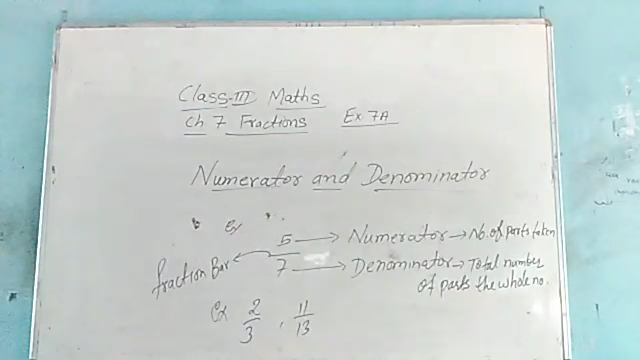 Class-III Maths
Ch 7 Fractions Ex 7A
Numerator and Denominator
Ex
5 → Numerator → No. of parts taken
fraction Bar
7 → Denominator → Total number
of parts the whole no.
Ex 2/3 , 11/13